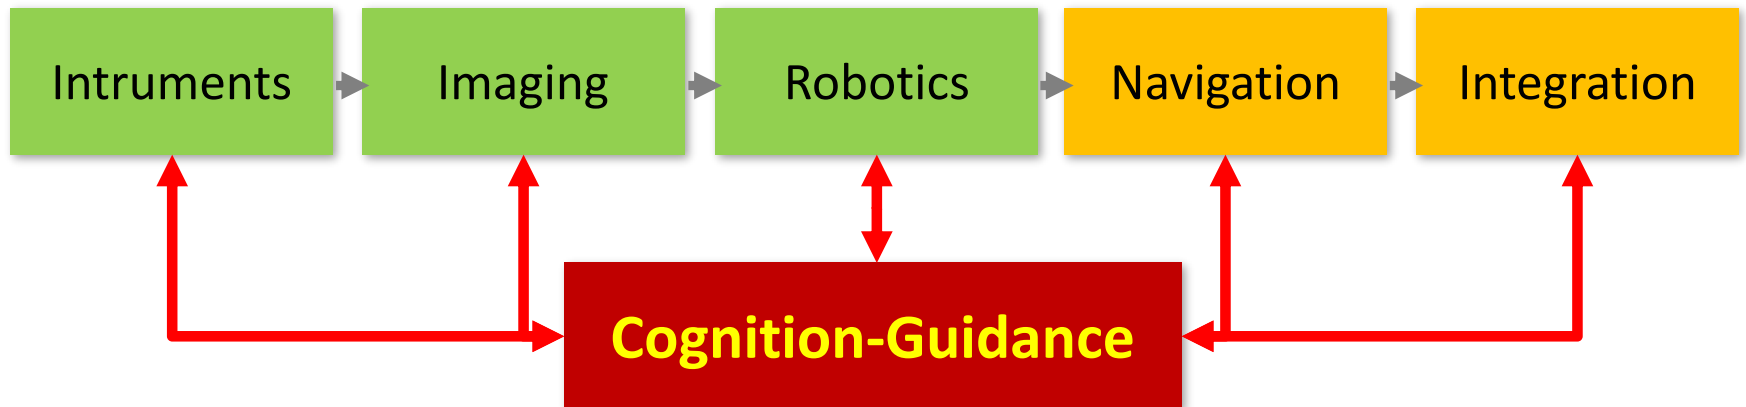 Intruments
Imaging
Robotics
Navigation
Integration
Cognition-Guidance